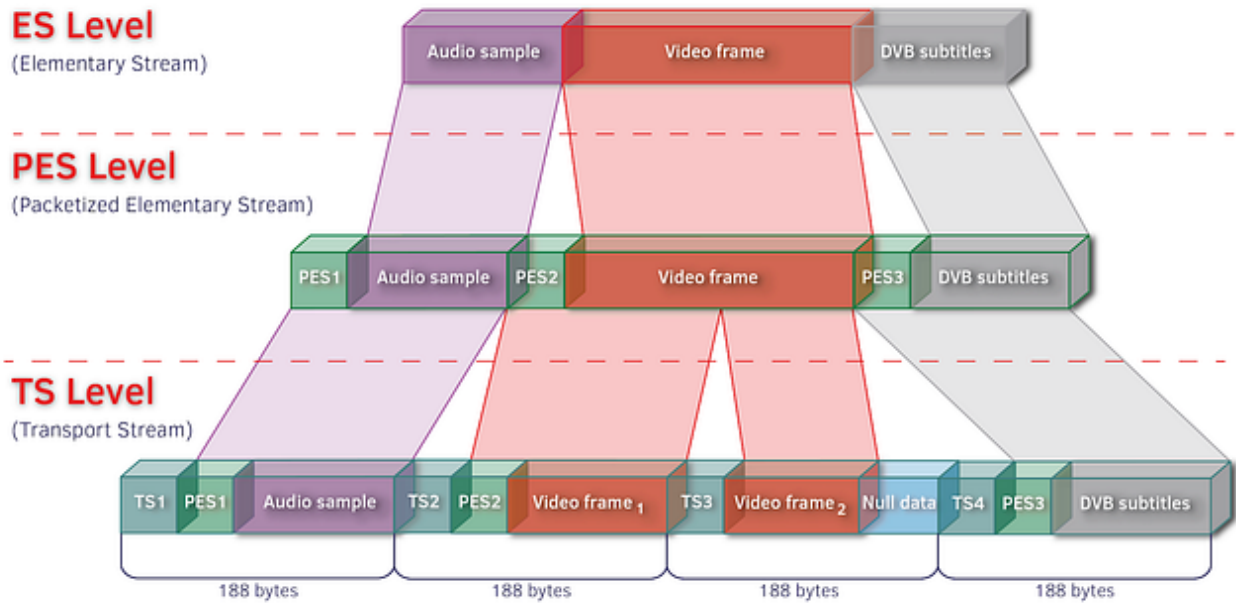 ES Level
(Elementary Stream)
Audio sample Video frame DVB subtitles
PES Level
(Packetized Elementary Stream)
PES1 Audio sample PES2 Video frame PES3 DVB subtitles
TS Level
(Transport Stream)
TS1 PES1 Audio sample TS2 PES2 Video frame 1 TS3 Video frame 2 Null data TS4 PES3 DVB subtitles
188 bytes 188 bytes 188 bytes 188 bytes